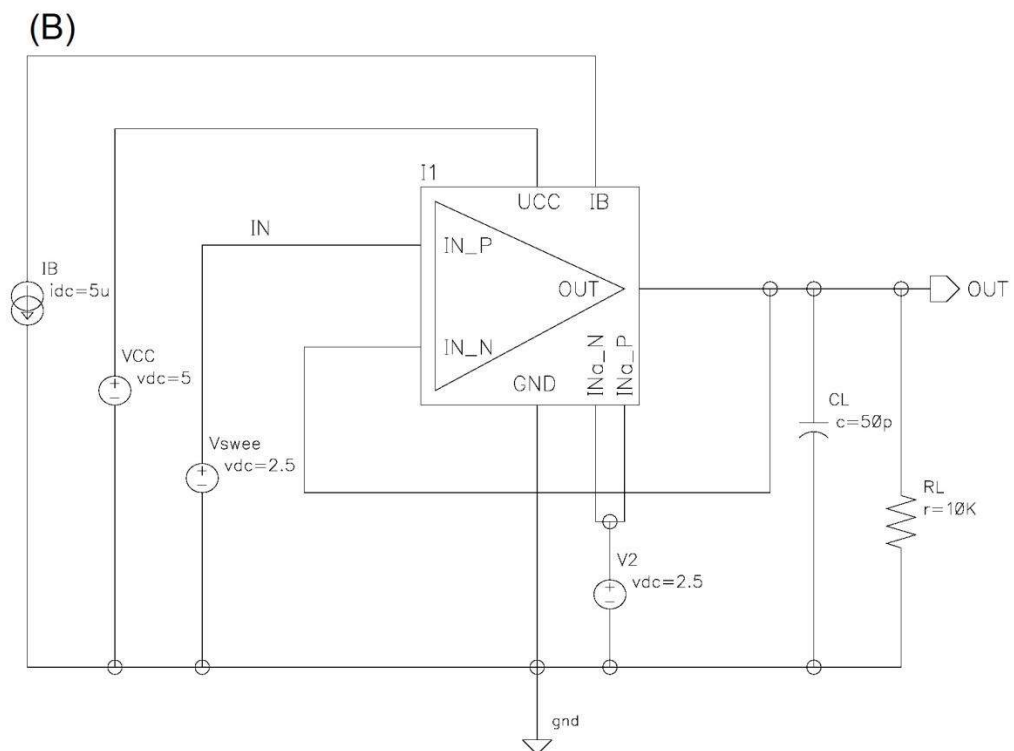 (B)
I1
UCC
IB
IN
IN_P
IB
idc=5u
OUT
OUT
IN_N
INa_N
INa_P
VCC
vdc=5
GND
CL
c=50p
Vswee
vdc=2.5
RL
r=10K
V2
vdc=2.5
gnd